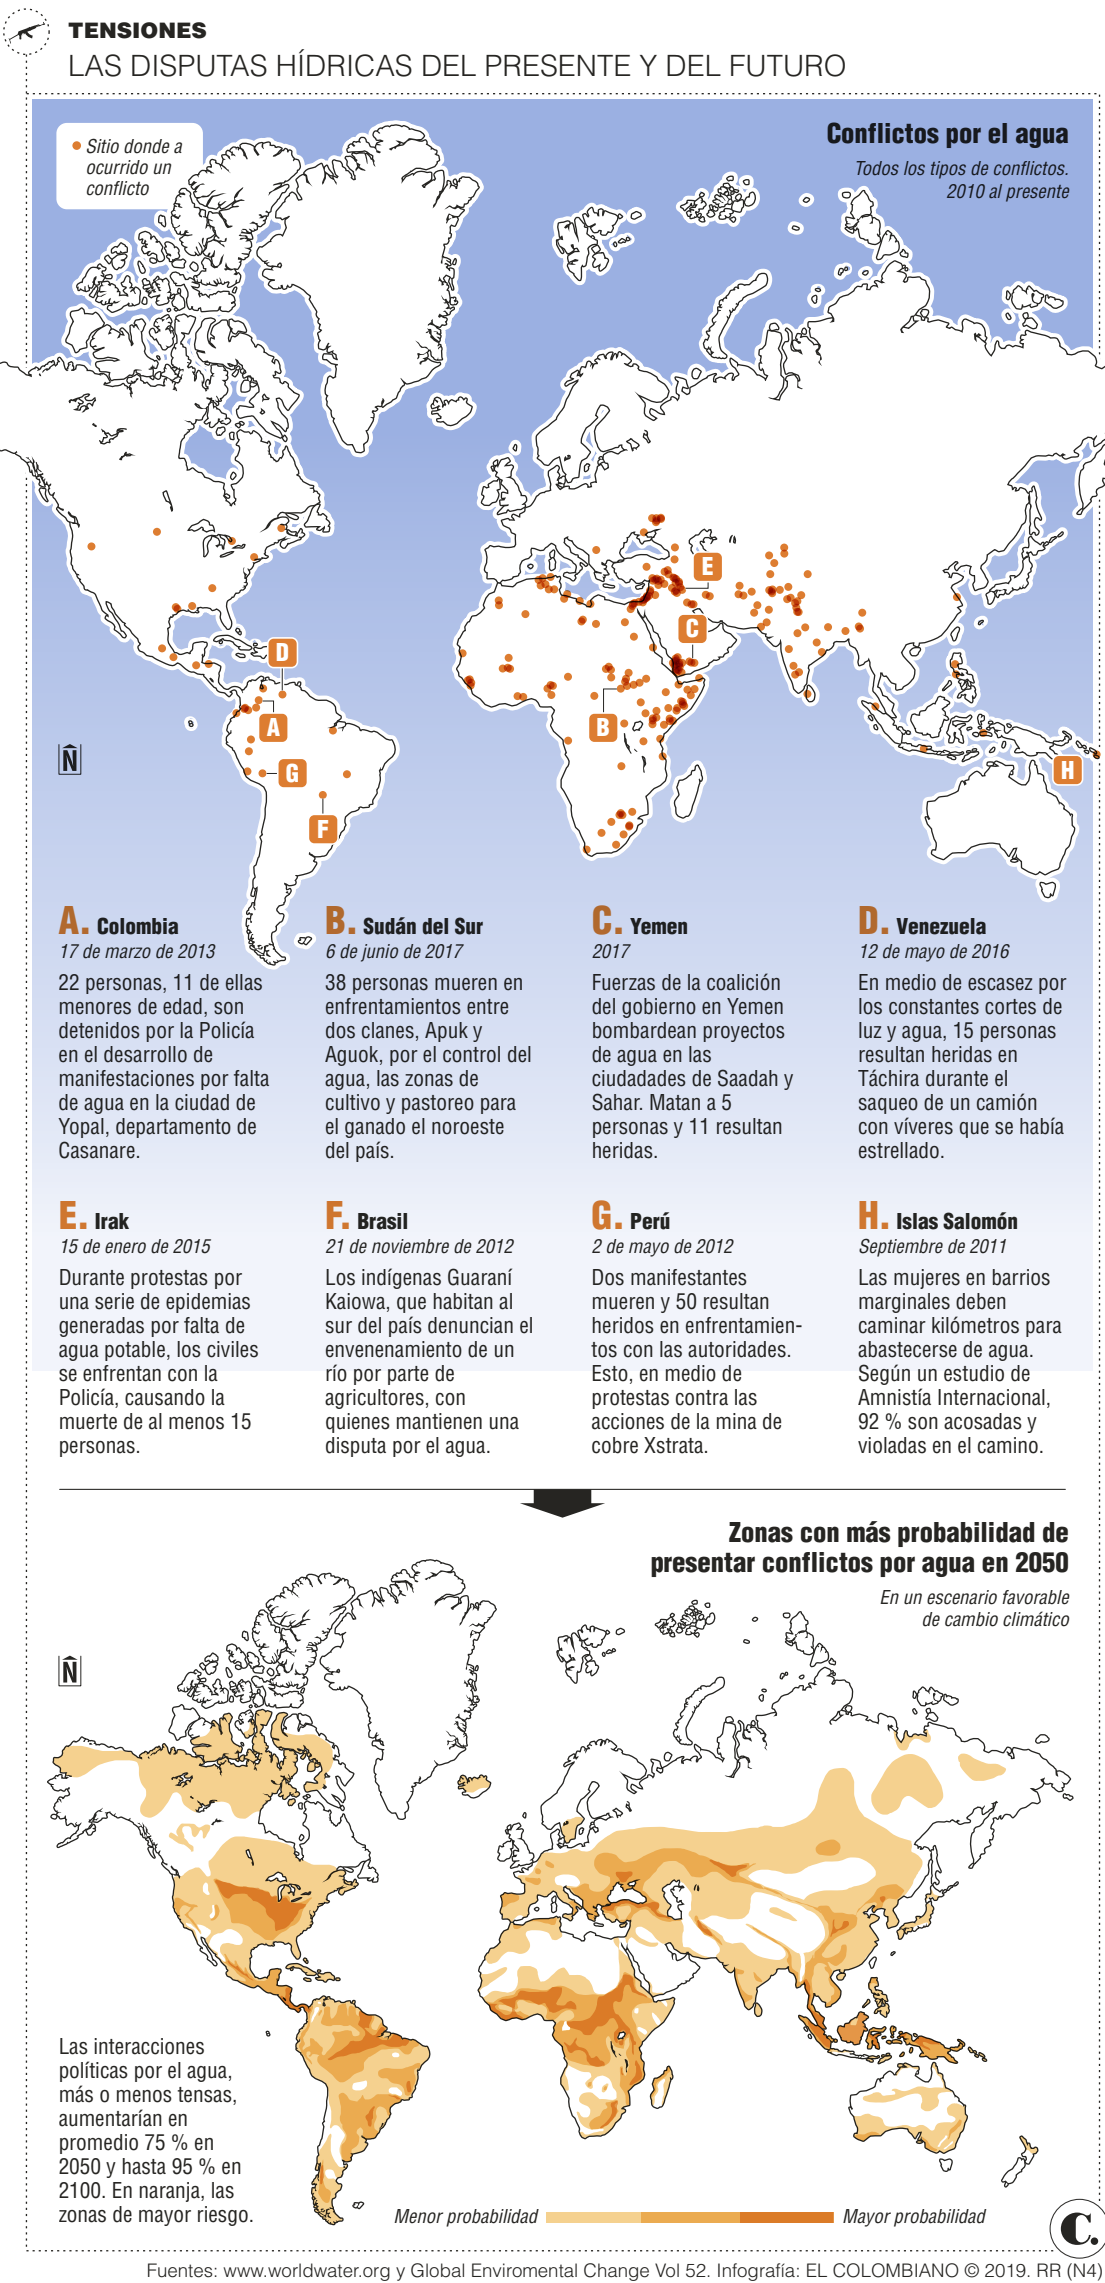 TENSIONES
LAS DISPUTAS HÍDRICAS DEL PRESENTE Y DEL FUTURO
Sitio donde a
ocurrido un
conflicto
Conflictos por el agua
Todos los tipos de conflictos.
2010 al presente
E
C
D
B
A
G
H
F
N
A. Colombia
17 de marzo de 2013
22 personas, 11 de ellas
menores de edad, son
detenidos por la Policía
en el desarrollo de
manifestaciones por falta
de agua en la ciudad de
Yopal, departamento de
Casanare.
B. Sudán del Sur
6 de junio de 2017
38 personas mueren en
enfrentamientos entre
dos clanes, Apuk y
Aguok, por el control del
agua, las zonas de
cultivo y pastoreo para
el ganado el noroeste
del país.
C. Yemen
2017
Fuerzas de la coalición
del gobierno en Yemen
bombardean proyectos
de agua en las
ciudadades de Saadah y
Sahar. Matan a 5
personas y 11 resultan
heridas.
D. Venezuela
12 de mayo de 2016
En medio de escasez por
los constantes cortes de
luz y agua, 15 personas
resultan heridas en
Táchira durante el
saqueo de un camión
con víveres que se había
estrellado.
E. Irak
15 de enero de 2015
Durante protestas por
una serie de epidemias
generadas por falta de
agua potable, los civiles
se enfrentan con la
Policía, causando la
muerte de al menos 15
personas.
F. Brasil
21 de noviembre de 2012
Los indígenas Guaraní
Kaiowa, que habitan al
sur del país denuncian el
envenenamiento de un
río por parte de
agricultores, con
quienes mantienen una
disputa por el agua.
G. Perú
2 de mayo de 2012
Dos manifestantes
mueren y 50 resultan
heridos en enfrentamien-
tos con las autoridades.
Esto, en medio de
protestas contra las
acciones de la mina de
cobre Xstrata.
H. Islas Salomón
Septiembre de 2011
Las mujeres en barrios
marginales deben
caminar kilómetros para
abastecerse de agua.
Según un estudio de
Amnistía Internacional,
92 % son acosadas y
violadas en el camino.
Zonas con más probabilidad de
presentar conflictos por agua en 2050
En un escenario favorable
de cambio climático
N
Las interacciones
políticas por el agua,
más o menos tensas,
aumentarían en
promedio 75 % en
2050 y hasta 95 % en
2100. En naranja, las
zonas de mayor riesgo.
Menor probabilidad
Mayor probabilidad
C.
Fuentes: www.worldwater.org y Global Enviromental Change Vol 52. Infografía: EL COLOMBIANO © 2019. RR (N4)